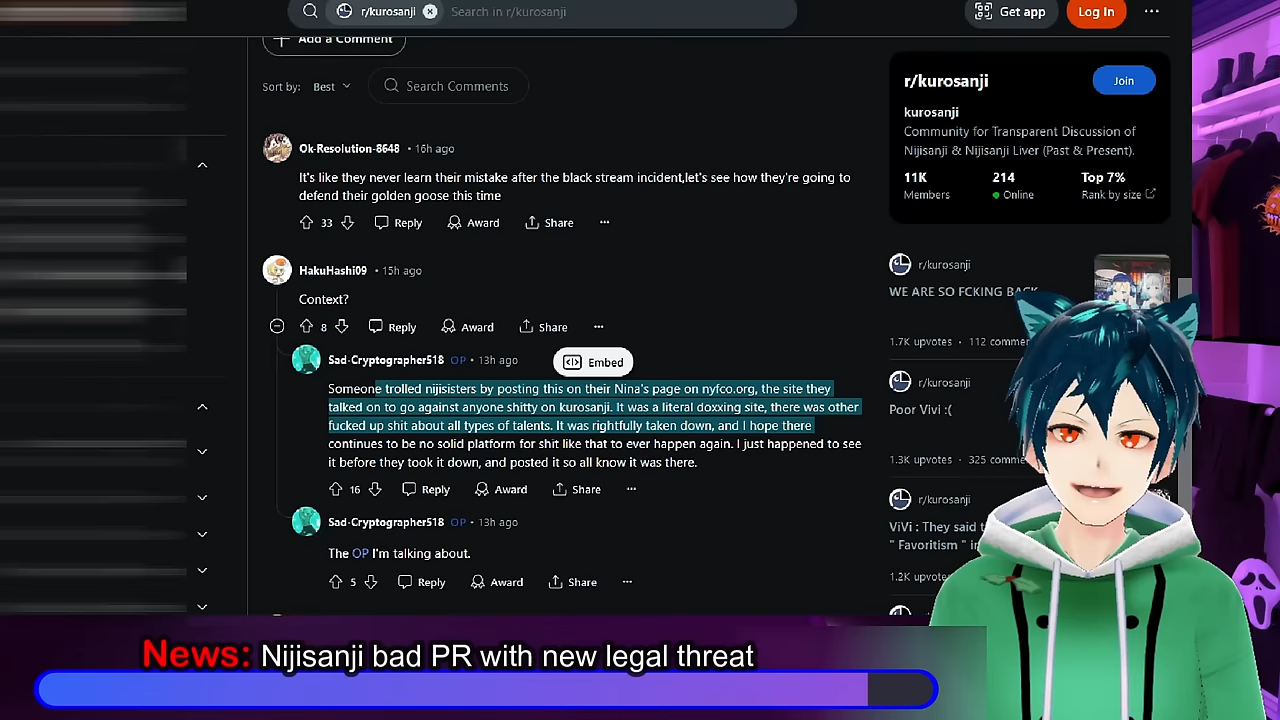 r/kurosanji
Search in r/kurosanji
Get app
Log In
Add a Comment
Sort by:
Best
Search Comments
Ok-Resolution-8648 • 16h ago
It's like they never learn their mistake after the black stream incident,let's see how they're going to
defend their golden goose this time
33
Reply
Award
Share
HakuHashi09 • 15h ago
Context?
8
Reply
Award
Share
Sad-Cryptographer518 OP • 13h ago
Embed
Someone trolled nijisisters by posting this on their Nina's page on nyfco.org, the site they
talked on to go against anyone shitty on kurosanji. It was a literal doxxing site, there was other
fucked up shit about all types of talents. It was rightfully taken down, and I hope there
continues to be no solid platform for shit like that to ever happen again. I just happened to see
it before they took it down, and posted it so all know it was there.
16
Reply
Award
Share
Sad-Cryptographer518 OP • 13h ago
The OP I'm talking about.
5
Reply
Award
Share
r/kurosanji
Join
kurosanji
Community for Transparent Discussion of
Nijisanji & Nijisanji Liver (Past & Present).
11K
214
Top 7%
Members
Online
Rank by size
r/kurosanji
WE ARE SO FCKING BACK
1.7K upvotes • 112 commen
r/kurosanji
Poor Vivi :(
1.3K upvotes • 325 comme
r/kurosanji
ViVi : They said t
" Favoritism " in
1.2K upvote
News: Nijisanji bad PR with new legal threat